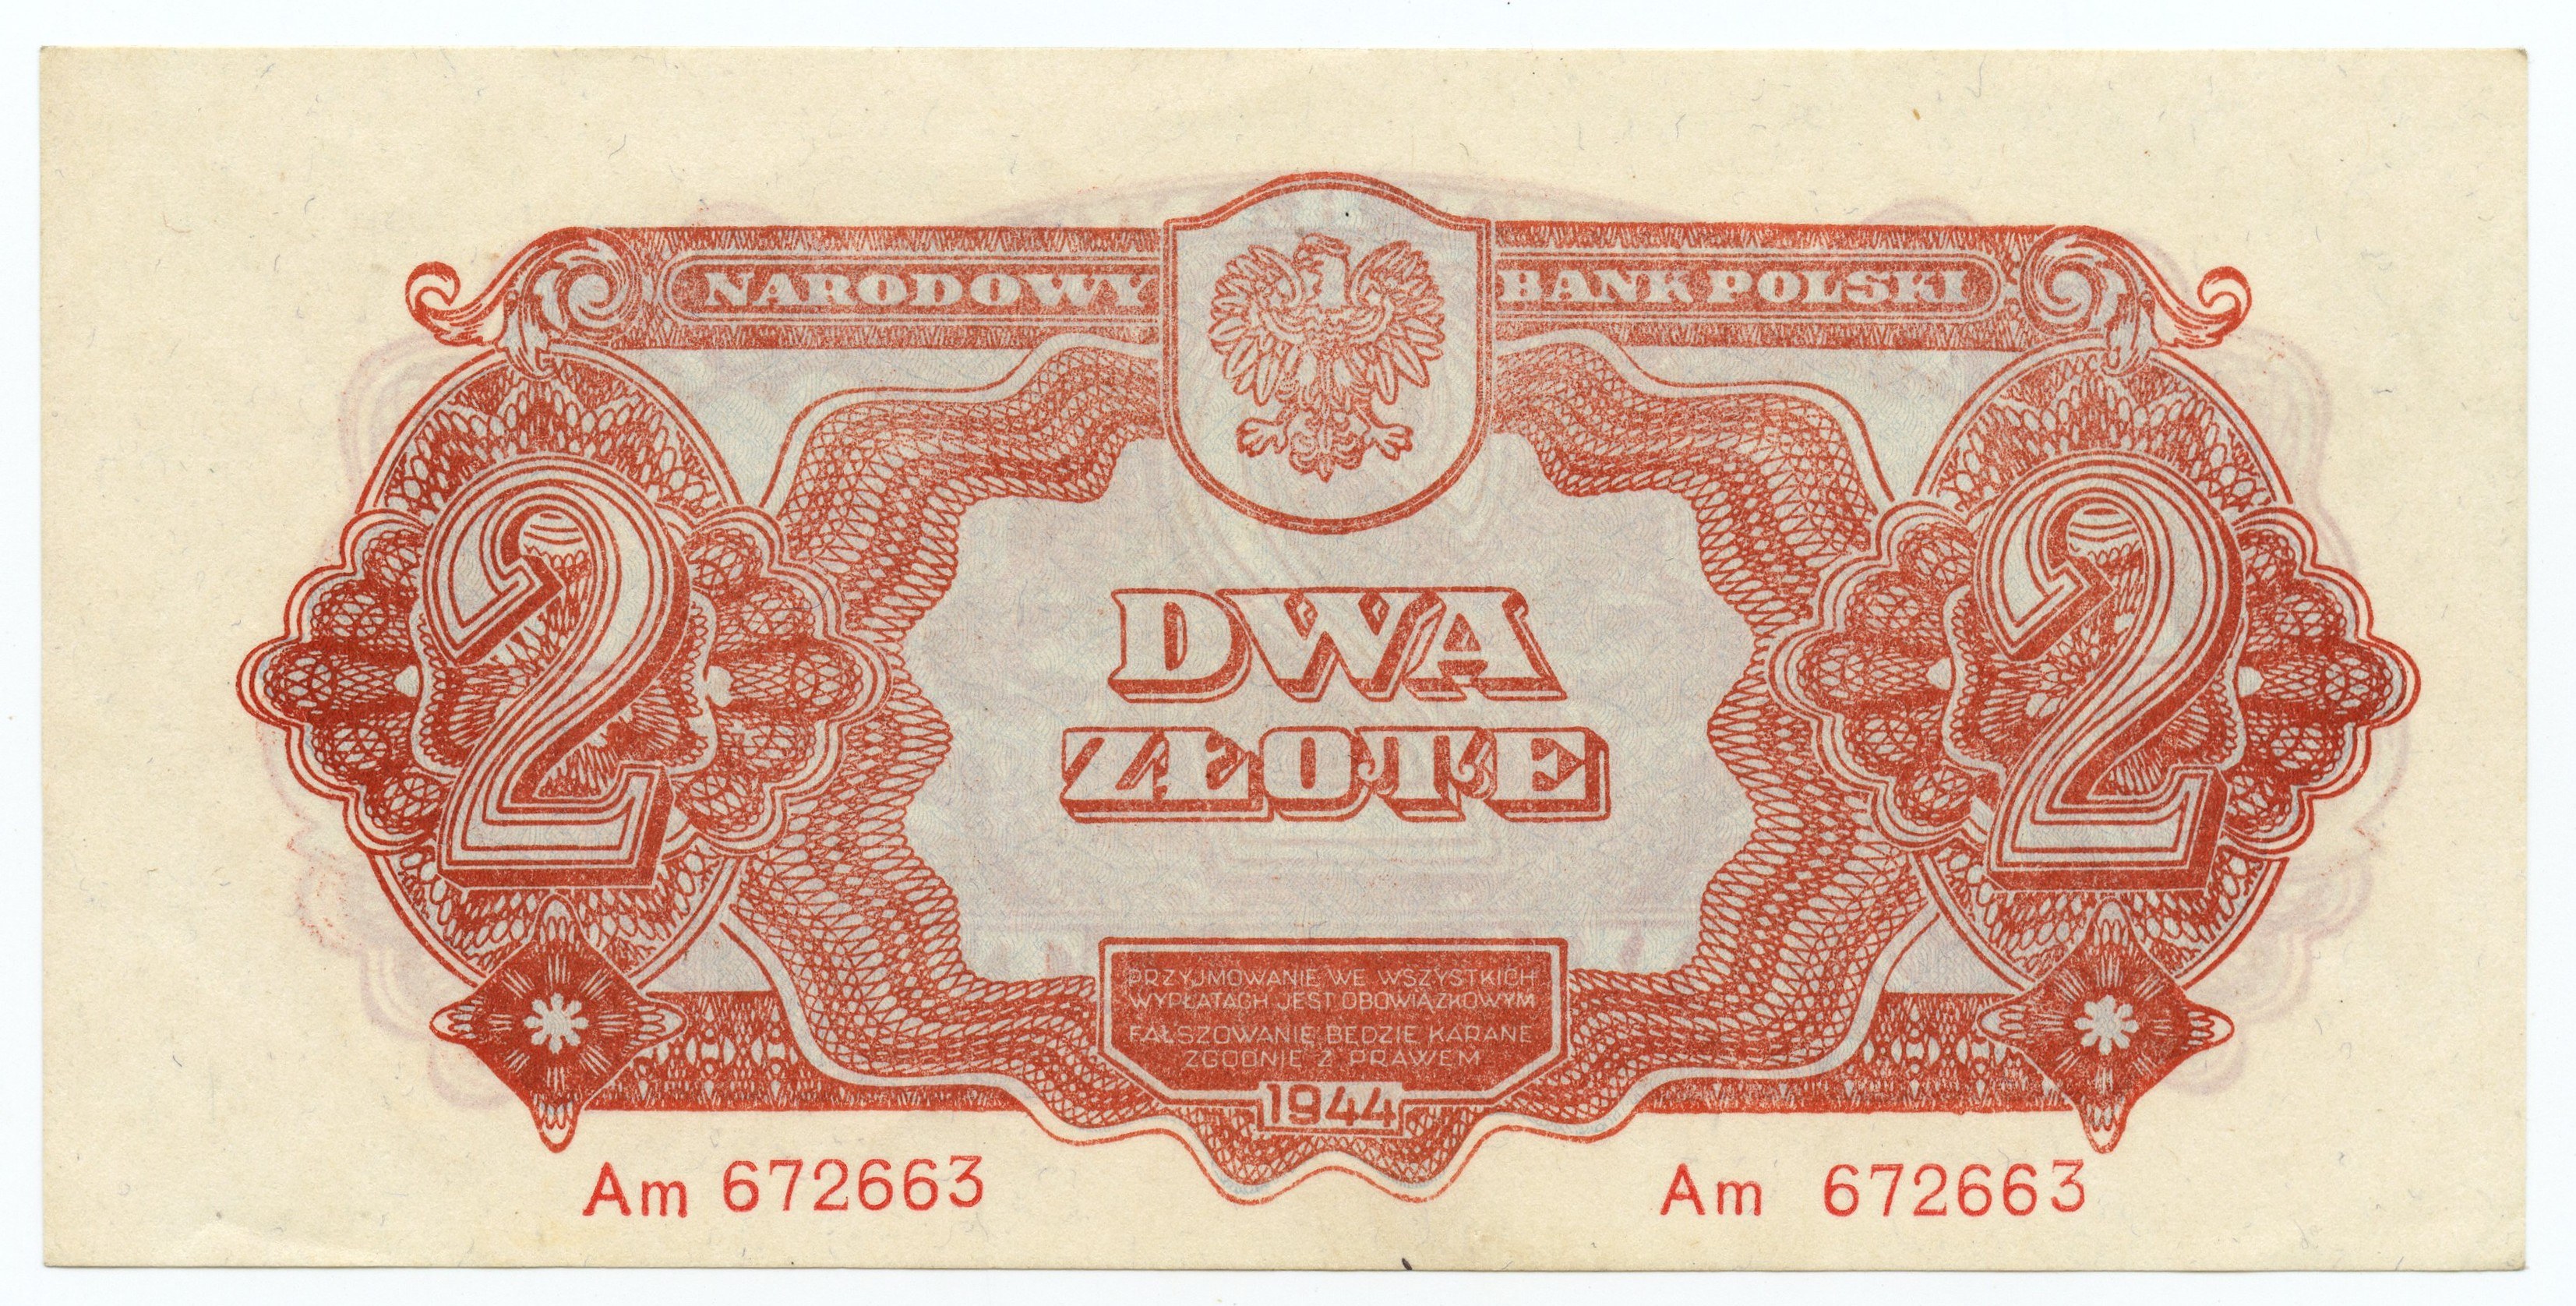 NARODOWY BANK POLSKI
2 2
DWA
ZŁOTE
PRZYJMOWANIE WE WSZYSTKICH
WYPŁATACH JEST OBOWIĄZKOWYM
FAŁSZOWANIE BĘDZIE KARANE
ZGODNIE Z PRAWEM
1944
Am 672663 Am 672663